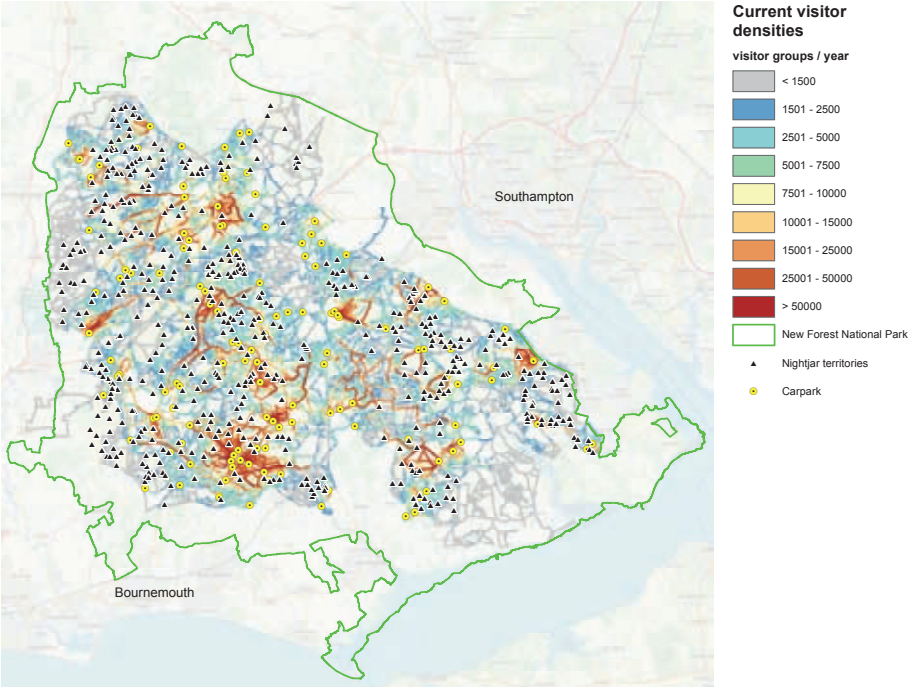 Current visitor
densities
visitor groups / year
< 1500
1501 - 2500
2501 - 5000
5001 - 7500
7501 - 10000
10001 - 15000
15001 - 25000
25001 - 50000
> 50000
New Forest National Park
Nightjar territories
Carpark
Southampton
Bournemouth